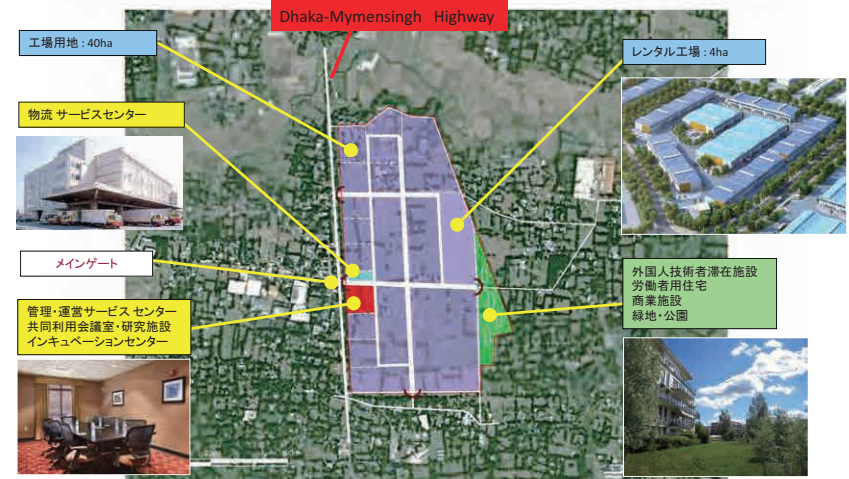 Dhaka-Mymensingh Highway
工場用地 : 40ha
レンタル工場 : 4ha
物流 サービスセンター
メインゲート
外国人技術者滞在施設
労働者用住宅
商業施設
緑地・公園
管理・運営サービス センター
共同利用会議室・研究施設
インキュベーションセンター